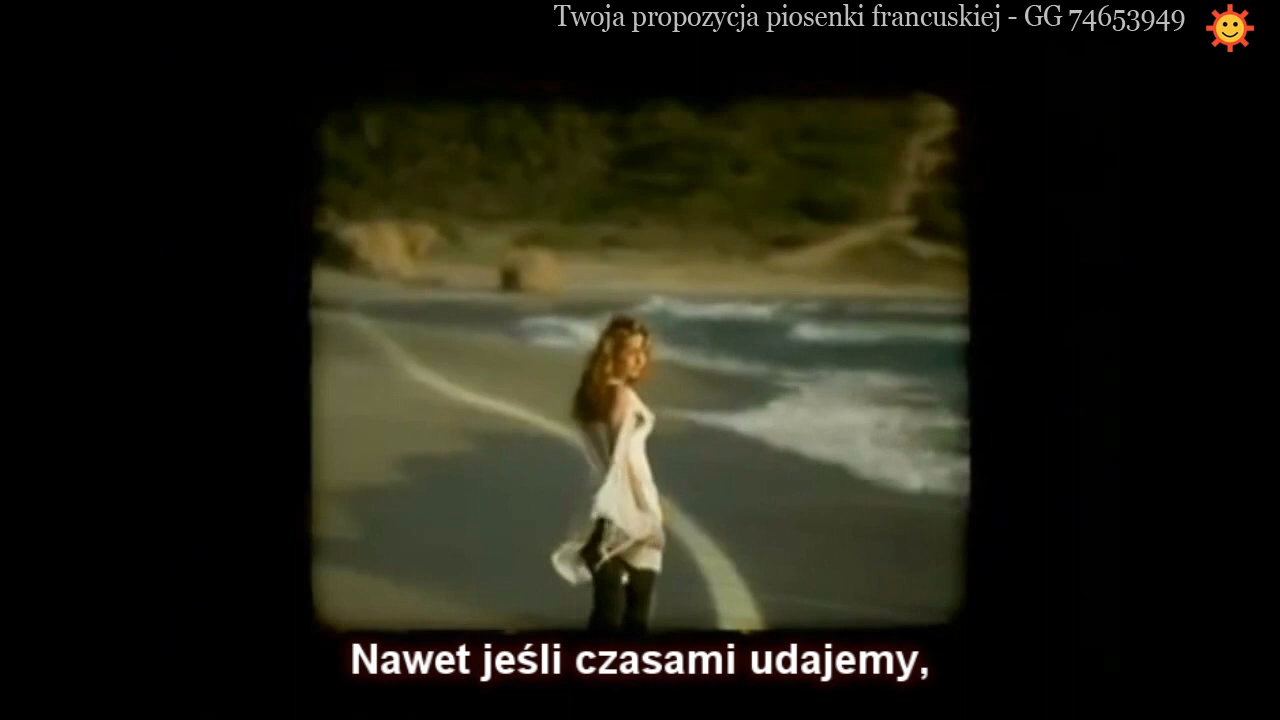 Twoja propozycja piosenki francuskiej - GG 74653949
Nawet jeśli czasami udajemy,